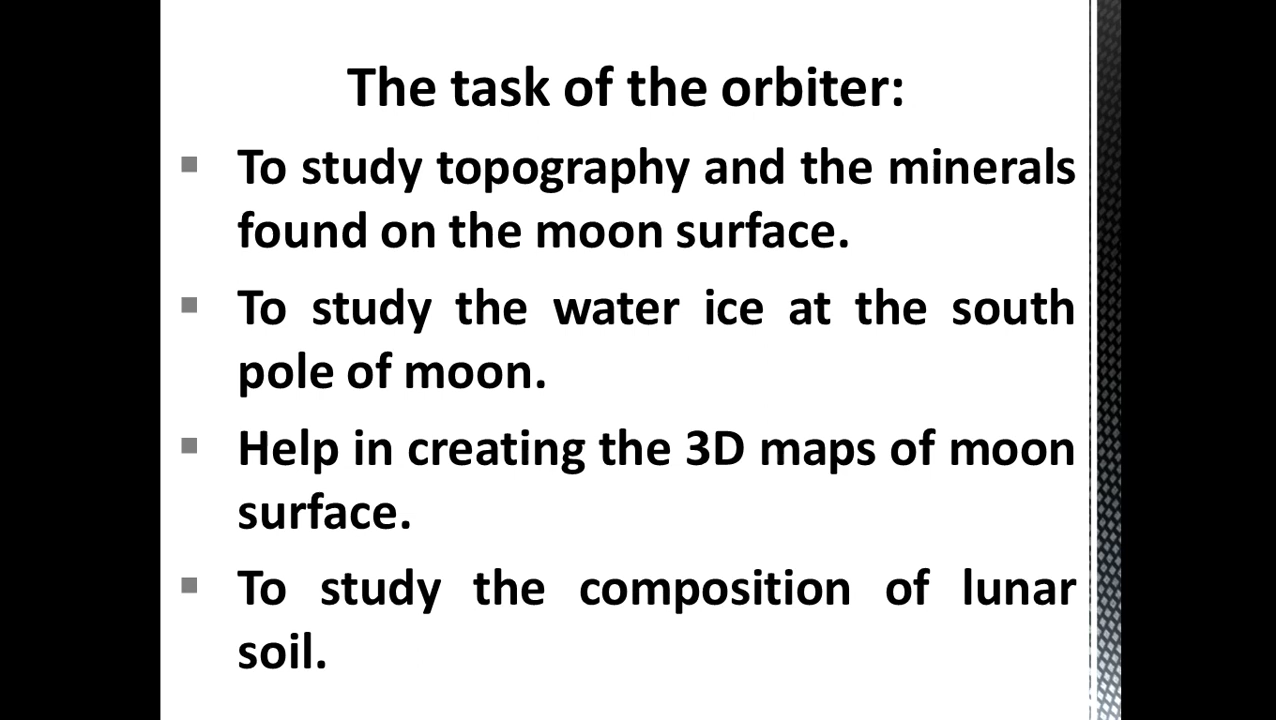 The task of the orbiter:
▪ To study topography and the minerals
found on the moon surface.
▪ To study the water ice at the south
pole of moon.
▪ Help in creating the 3D maps of moon
surface.
▪ To study the composition of lunar
soil.